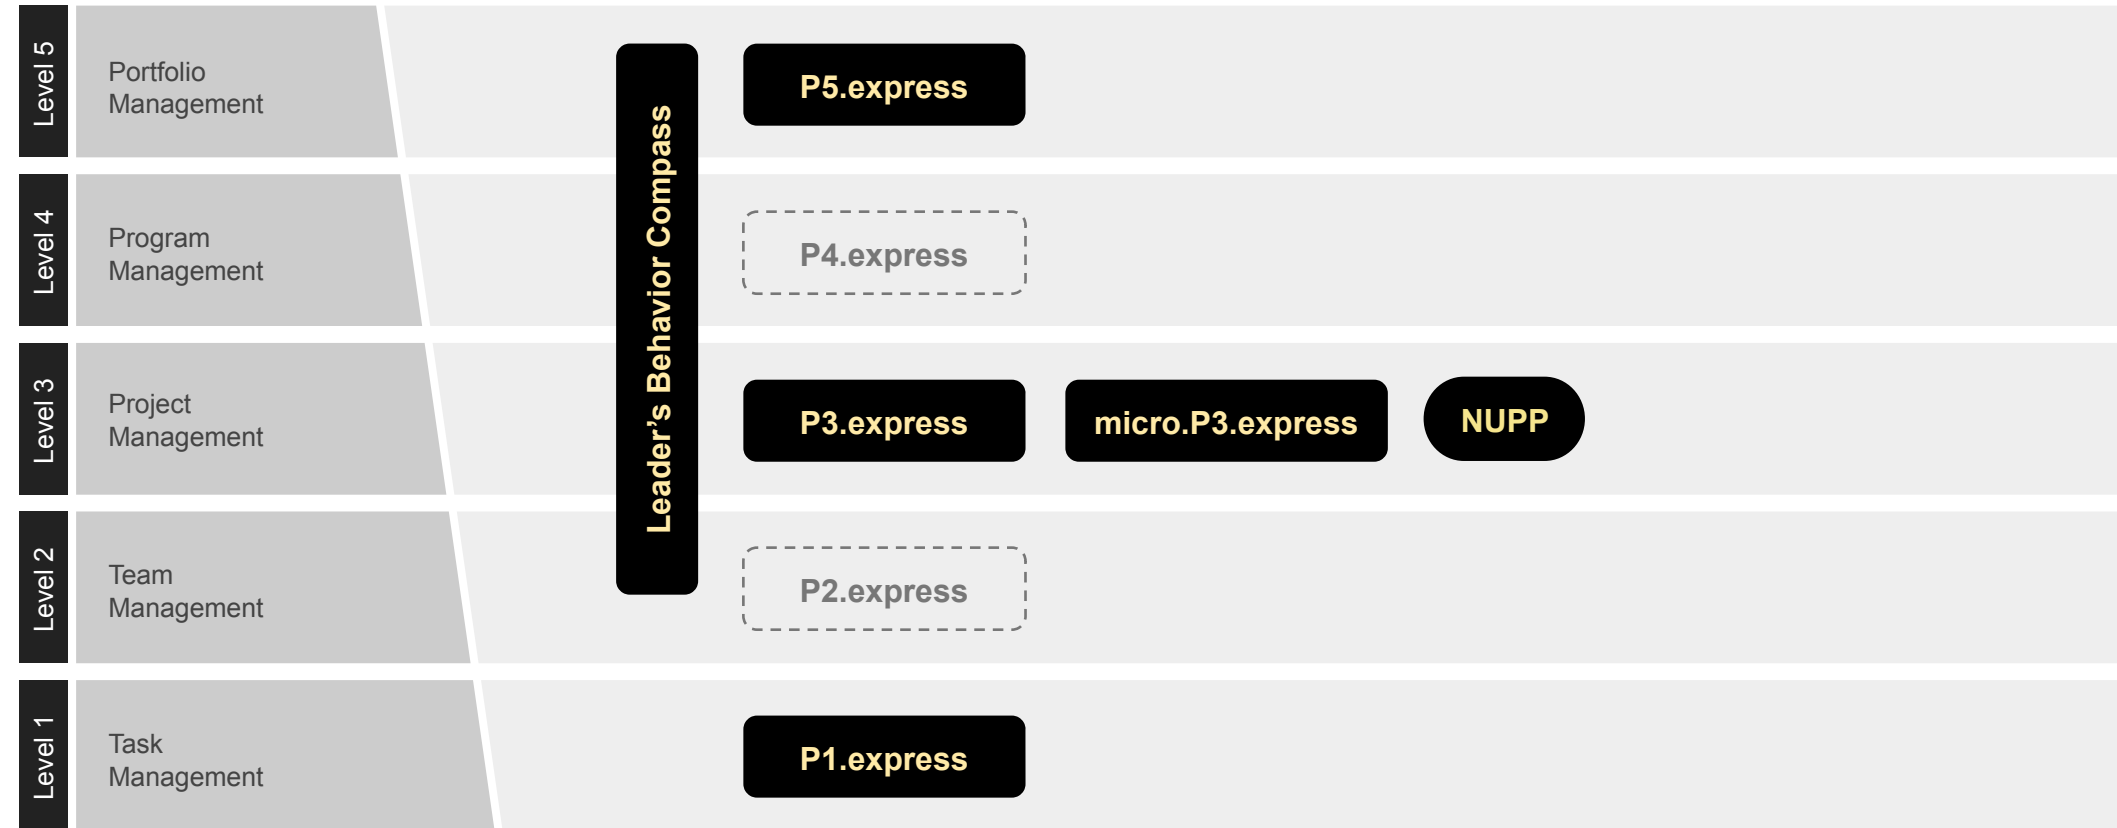 Level 5
Portfolio
Management
P5.express
Level 4
Program
Management
P4.express
Leader’s Behavior Compass
Level 3
Project
Management
P3.express
micro.P3.express
NUPP
Level 2
Team
Management
P2.express
Level 1
Task
Management
P1.express